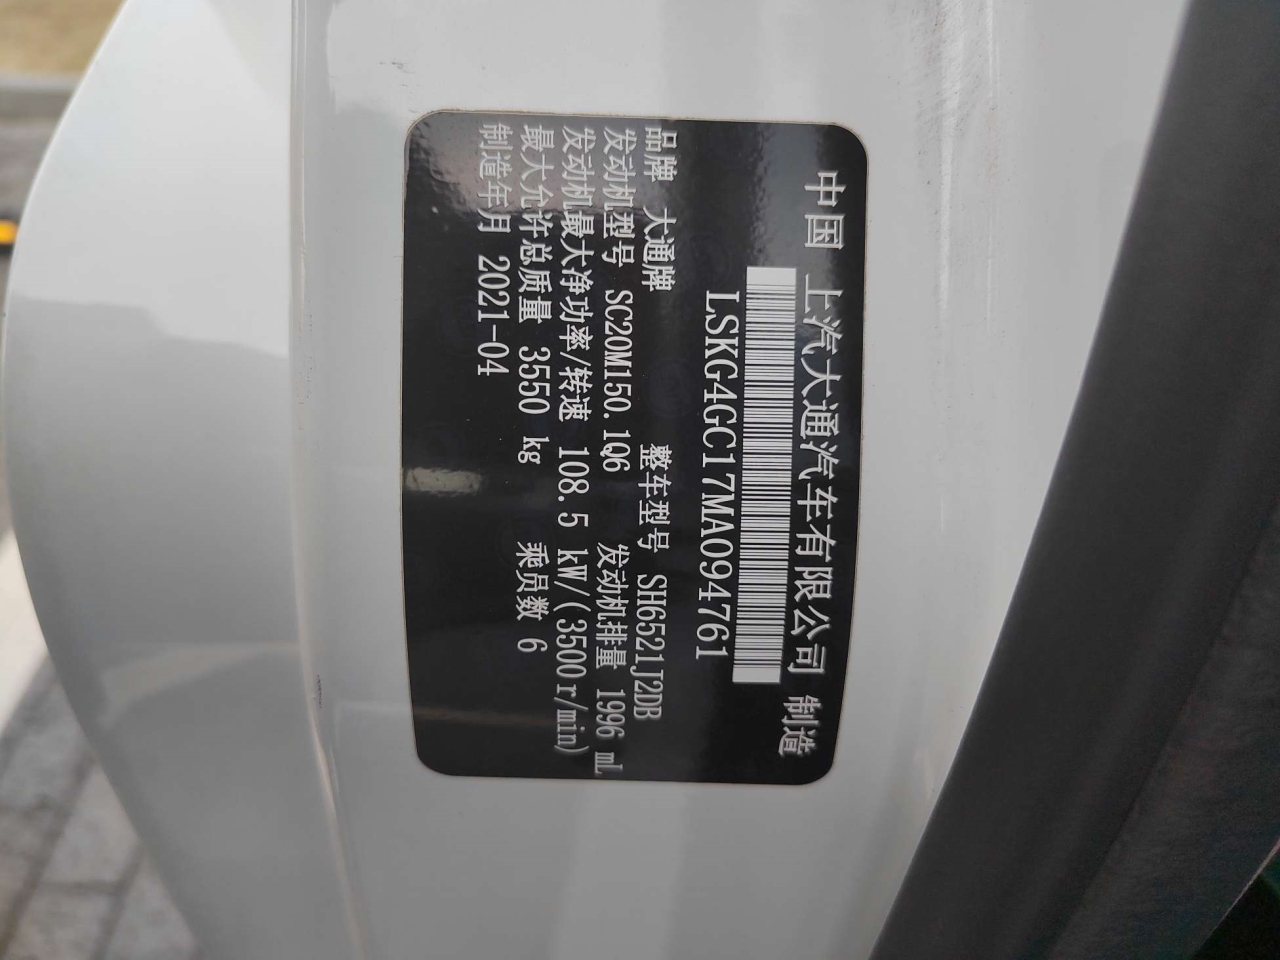 中国 上汽大通汽车有限公司 制造
LSKG4GC17MA094761
品牌 大通牌 整车型号 SH6521J2DB
发动机型号 SC20M150.1Q6 发动机排量 1996 mL
发动机最大净功率/转速 108.5 kW/(3500r/min)
最大允许总质量 3550 kg 乘员数 6
制造年月 2021-04